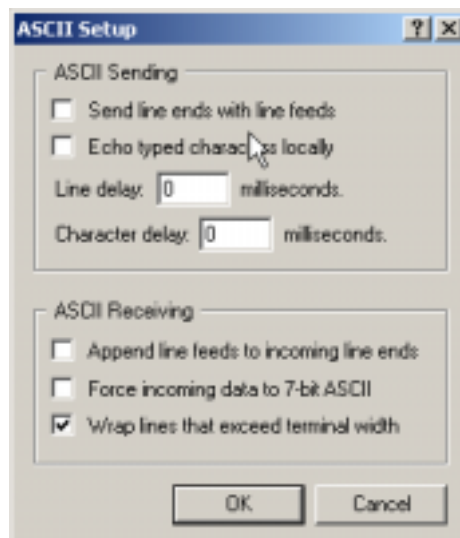 ASCII Setup
ASCII Sending
Send line ends with line feeds
Echo typed characters locally
Line delay: 0 milliseconds.
Character delay: 0 milliseconds.
ASCII Receiving
Append line feeds to incoming line ends
Force incoming data to 7-bit ASCII
Wrap lines that exceed terminal width
OK Cancel